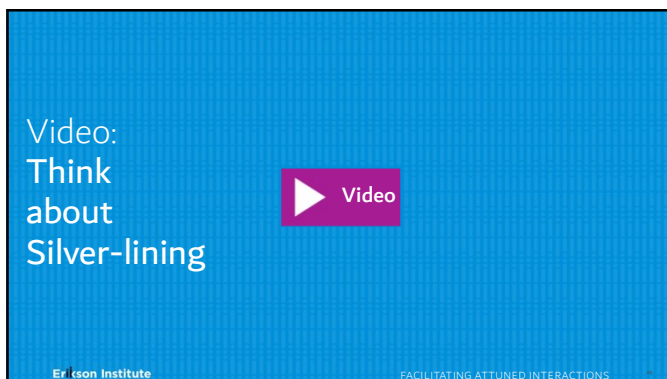 Video:
Think
about
Silver-lining
Video
Erikson Institute
FACILITATING ATTUNED INTERACTIONS